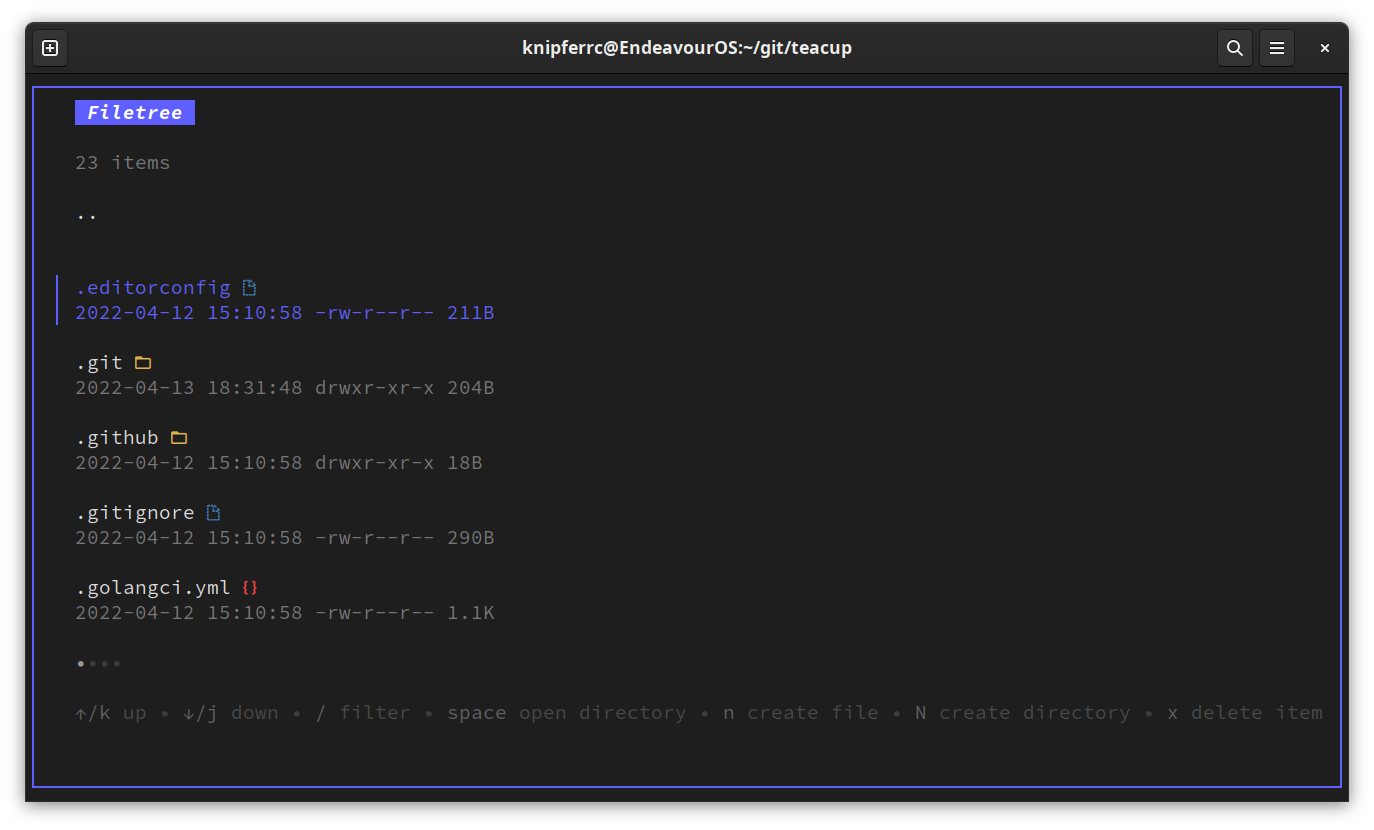 knipferrc@EndeavourOS:~/git/teacup
Filetree
23 items
..
.editorconfig
2022-04-12 15:10:58 -rw-r--r-- 211B
.git
2022-04-13 18:31:48 drwxr-xr-x 204B
.github
2022-04-12 15:10:58 drwxr-xr-x 18B
.gitignore
2022-04-12 15:10:58 -rw-r--r-- 290B
.golangci.yml {}
2022-04-12 15:10:58 -rw-r--r-- 1.1K
↑/k up • ↓/j down • / filter • space open directory • n create file • N create directory • x delete item